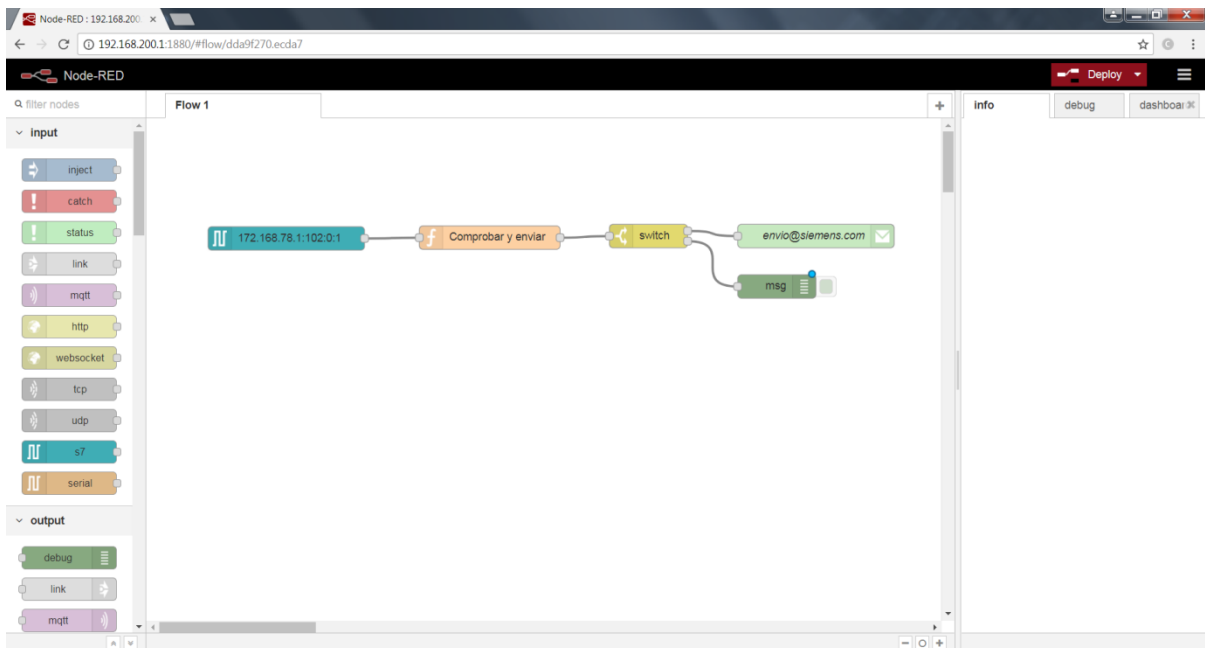 Node-RED : 192.168.200.
192.168.200.1:1880/#flow/dda9f270.ecda7
Node-RED
Deploy
filter nodes
Flow 1
info
debug
dashboar
input
inject
catch
status
link
mqtt
http
websocket
tcp
udp
s7
serial
output
debug
link
mqtt
172.168.78.1:102:0:1
Comprobar y enviar
switch
envio@siemens.com
msg